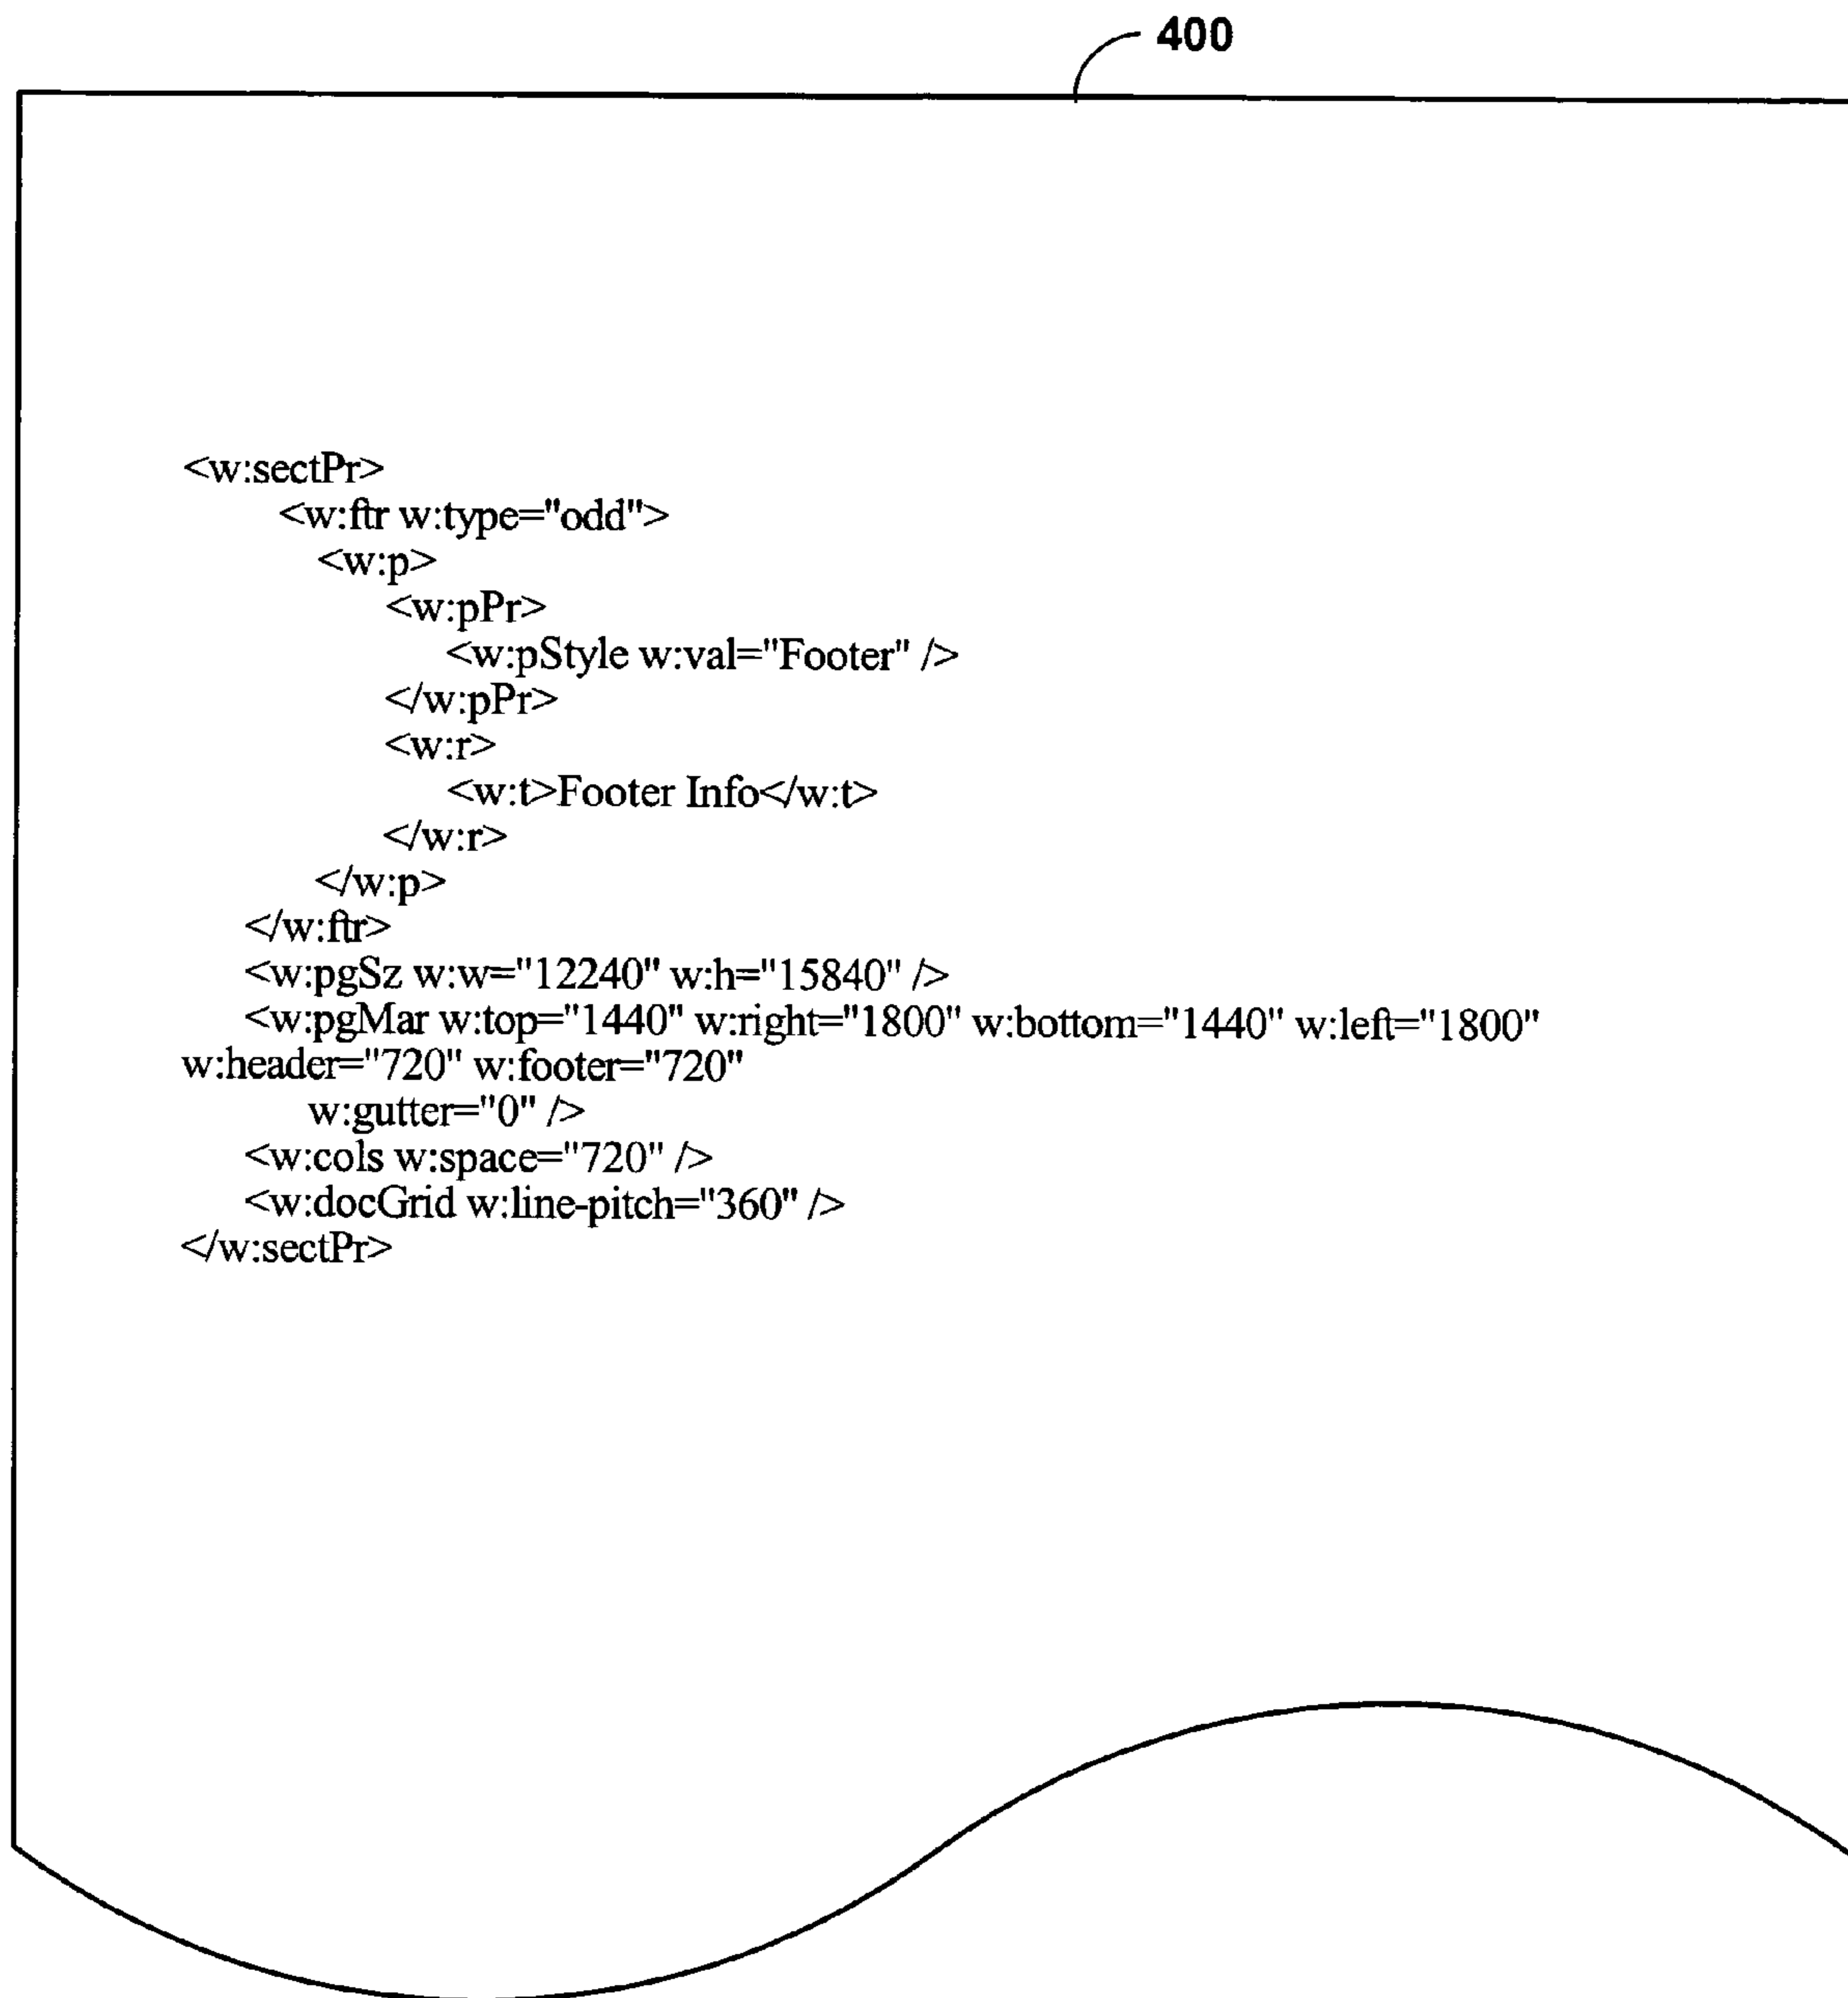 400
<w:sectPr>
<w:ftr w:type="odd">
<w:p>
<w:pPr>
<w:pStyle w:val="Footer" />
</w:pPr>
<w:r>
<w:t>Footer Info</w:t>
</w:r>
</w:p>
</w:ftr>
<w:pgSz w:w="12240" w:h="15840" />
<w:pgMar w:top="1440" w:right="1800" w:bottom="1440" w:left="1800"
w:header="720" w:footer="720"
w:gutter="0" />
<w:cols w:space="720" />
<w:docGrid w:line-pitch="360" />
</w:sectPr>